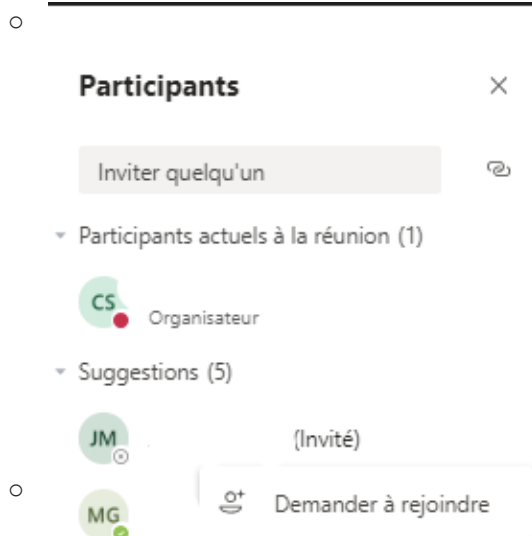 Participants
Inviter quelqu'un
Participants actuels à la réunion (1)
CS
Organisateur
Suggestions (5)
JM (Invité)
Demander à rejoindre
MG